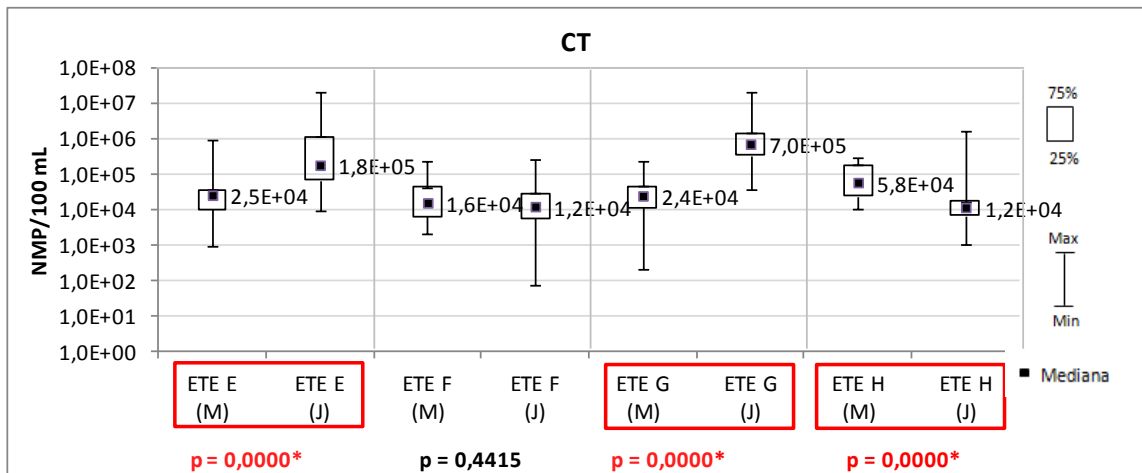 CT
NMP/100 mL
1,0E+08
1,0E+07
1,0E+06
1,0E+05
1,0E+04
1,0E+03
1,0E+02
1,0E+01
1,0E+00
2,5E+04
1,8E+05
1,6E+04
1,2E+04
2,4E+04
7,0E+05
5,8E+04
1,2E+04
ETE E
(M)
ETE E
(J)
ETE F
(M)
ETE F
(J)
ETE G
(M)
ETE G
(J)
ETE H
(M)
ETE H
(J)
p = 0,0000*
p = 0,4415
p = 0,0000*
p = 0,0000*
75%
25%
Max
Min
Mediana